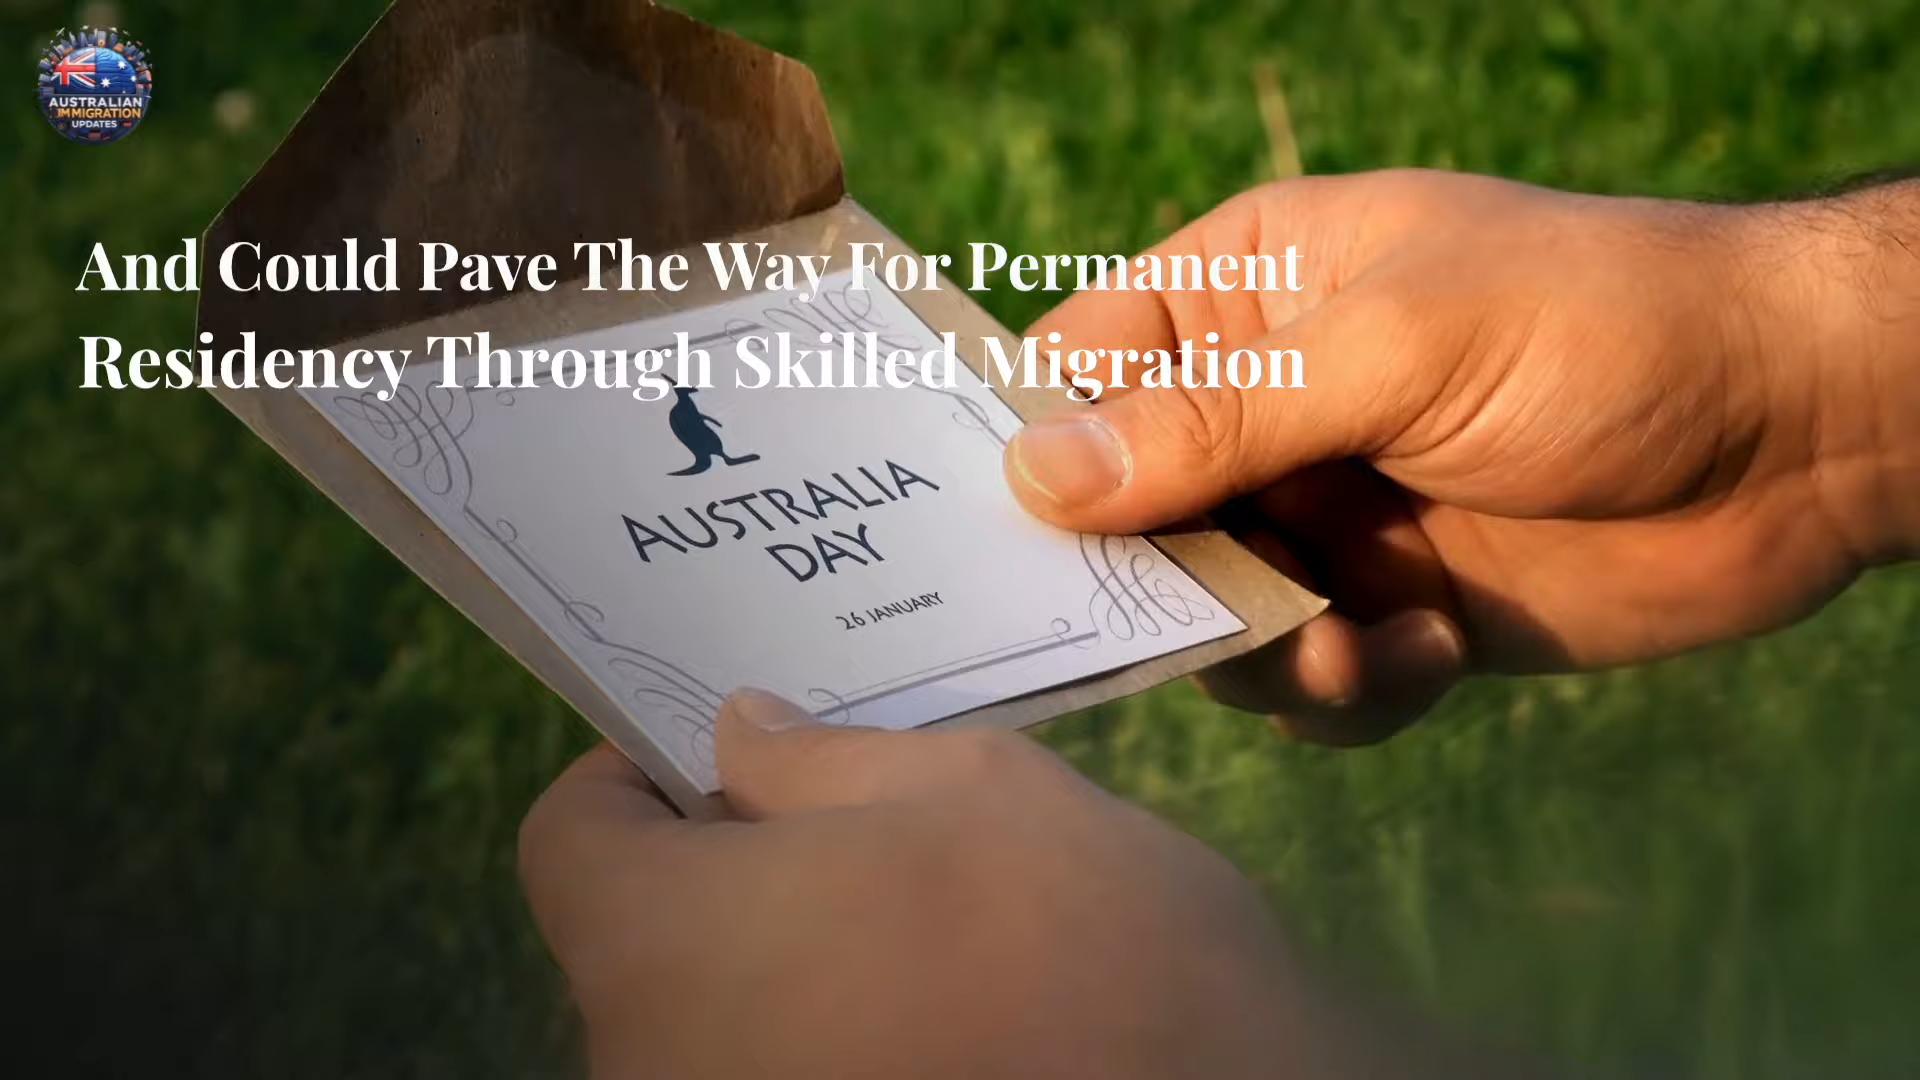 AUSTRALIAN
IMMIGRATION
UPDATES
And Could Pave The Way For Permanent
Residency Through Skilled Migration
AUSTRALIA
DAY
26 JANUARY